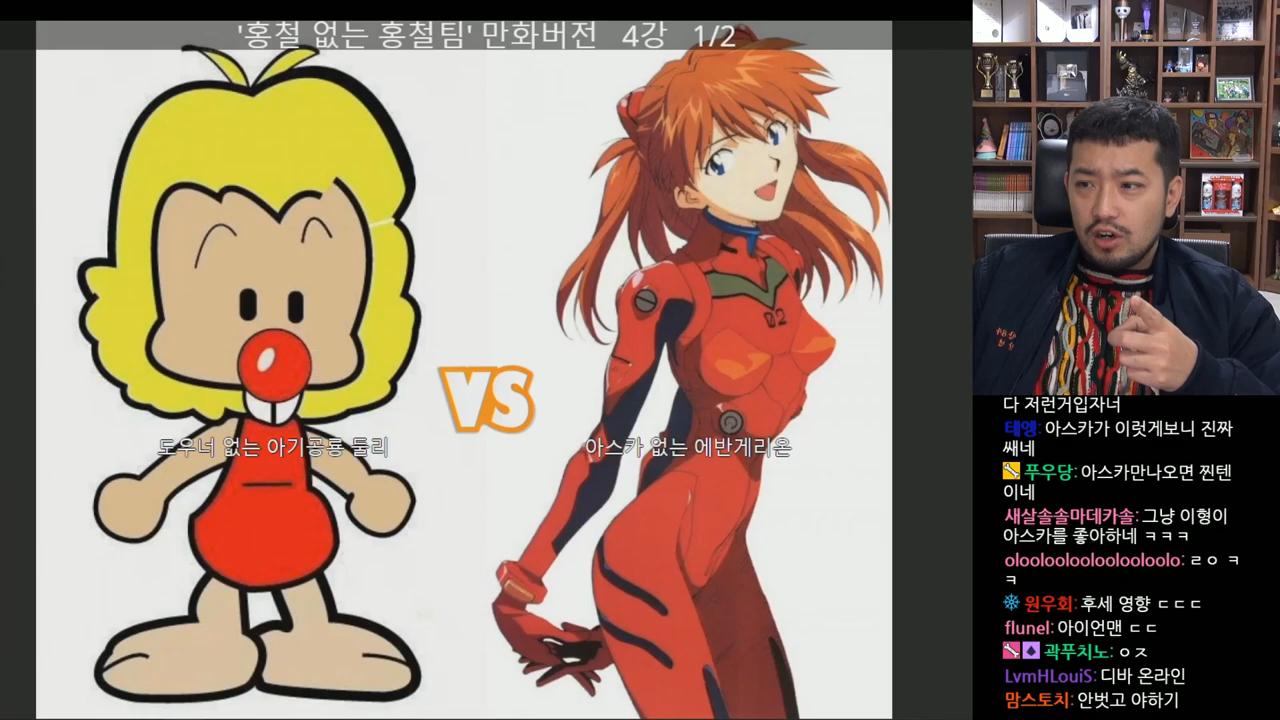 '홍철 없는 홍철팀' 만화버전 4강 1/2
VS
02
도우너 없는 아기공룡 둘리
아스카 없는 에반게리온
다 저런거입자너
태엥: 아스카가 이럿게보니 진짜
쌔네
푸우당: 아스카만나오면 찐텐
이네
새살솔솔마데카솔: 그냥 이형이
아스카를 좋아하네 ㅋㅋㅋ
olooloolooloolooloolo: ㄹㅇ ㅋ
ㅋ
원우회: 후세 영향 ㄷㄷㄷ
flunel: 아이언맨 ㄷㄷ
곽푸치노: ㅇㅈ
LvmHLouiS: 디바 온라인
맘스토치: 안벗고 야하기